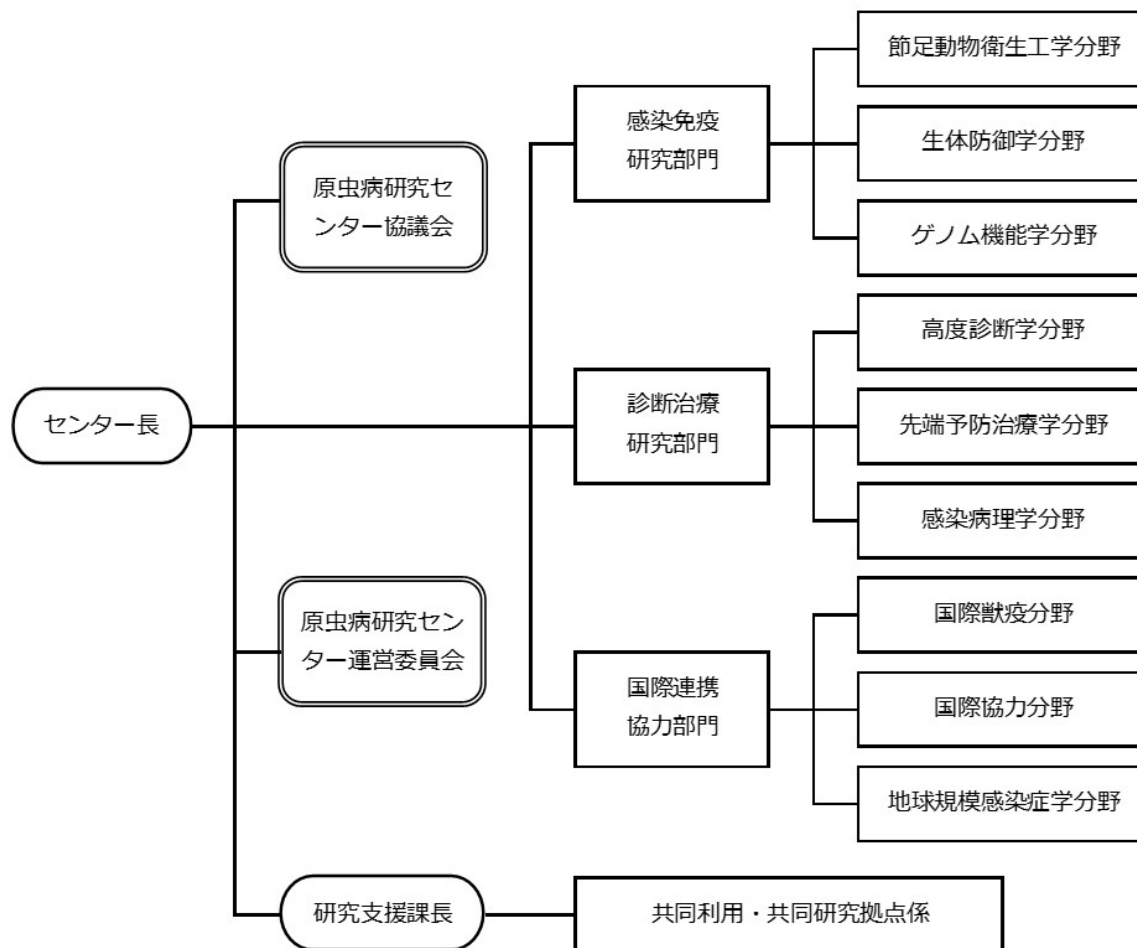 センター長
原虫病研究セ
ンター協議会
原虫病研究セン
ター運営委員会
研究支援課長
感染免疫
研究部門
節足動物衛生工学分野
生体防御学分野
ゲノム機能学分野
診断治療
研究部門
高度診断学分野
先端予防治療学分野
感染病理学分野
国際連携
協力部門
国際獣疫分野
国際協力分野
地球規模感染症学分野
共同利用・共同研究拠点係